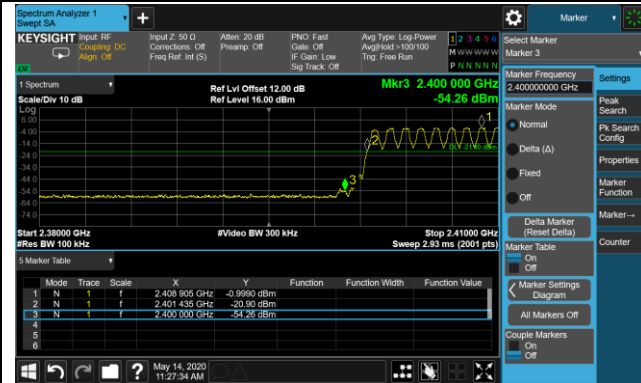 Spectrum Analyzer 1
Swept SA
+
Marker
KEYSIGHT
Input: RF
Coupling: DC
Align: Off
Input Z: 50 Ω
Corrections: Off
Freq Ref: Int (S)
Atten: 20 dB
Preamp: Off
PNO: Fast
Gate: Off
IF Gain: Low
Sig Track: Off
Avg Type: Log-Power
Avg|Hold:>100/100
Trig: Free Run
1 2 3 4 5 6
M W W W W W
P N N N N N
LXI
Select Marker
Marker 3
1 Spectrum
Scale/Div 10 dB
Ref Lvl Offset 12.00 dB
Ref Level 16.00 dBm
Mkr3 2.400 000 GHz
-54.26 dBm
Log
6.00
-4.00
-14.0
-24.0
-34.0
-44.0
-54.0
-64.0
-74.0
1
2
3
Start 2.38000 GHz
#Res BW 100 kHz
#Video BW 300 kHz
Stop 2.41000 GHz
Sweep 2.93 ms (2001 pts)
5 Marker Table
Mode Trace Scale X Y Function Function Width Function Value
1 N 1 f 2.408 905 GHz -0.9990 dBm
2 N 1 f 2.401 435 GHz -20.90 dBm
3 N 1 f 2.400 000 GHz -54.26 dBm
4
5
6
May 14, 2020
11:27:34 AM
Marker Frequency
2.400000000 GHz
Marker Mode
Normal
Delta (Δ)
Fixed
Off
Delta Marker
(Reset Delta)
Marker Table
On
Off
Marker Settings
Diagram
All Markers Off
Couple Markers
On
Off
Settings
Peak
Search
Pk Search
Config
Properties
Marker
Function
Marker→
Counter